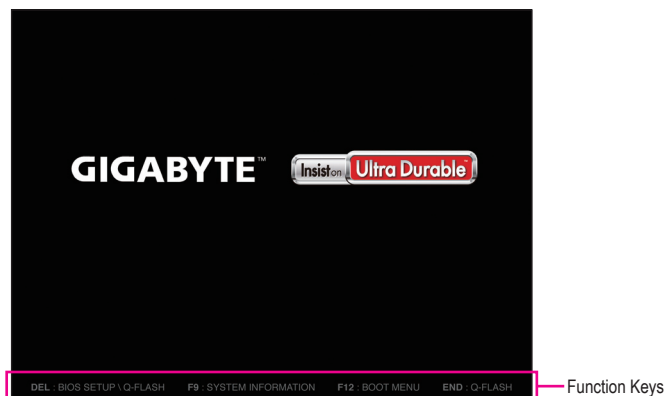 GIGABYTE™ Insist on Ultra Durable™
DEL : BIOS SETUP \ Q-FLASH F9 : SYSTEM INFORMATION F12 : BOOT MENU END : Q-FLASH
Function Keys